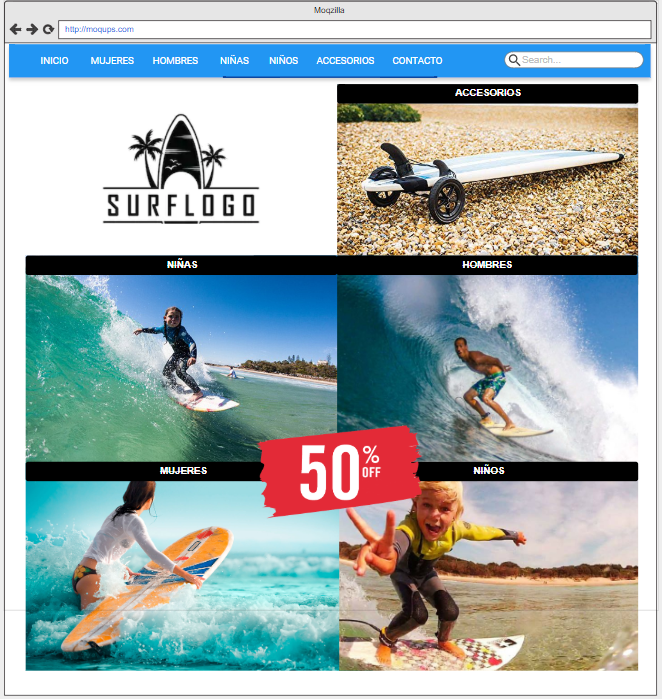 Moqzilla
http://moqups.com
INICIO MUJERES HOMBRES NIÑAS NIÑOS ACCESORIOS CONTACTO Search...
ACCESORIOS
SURFLOGO
NIÑAS HOMBRES
50% OFF
MUJERES NIÑOS